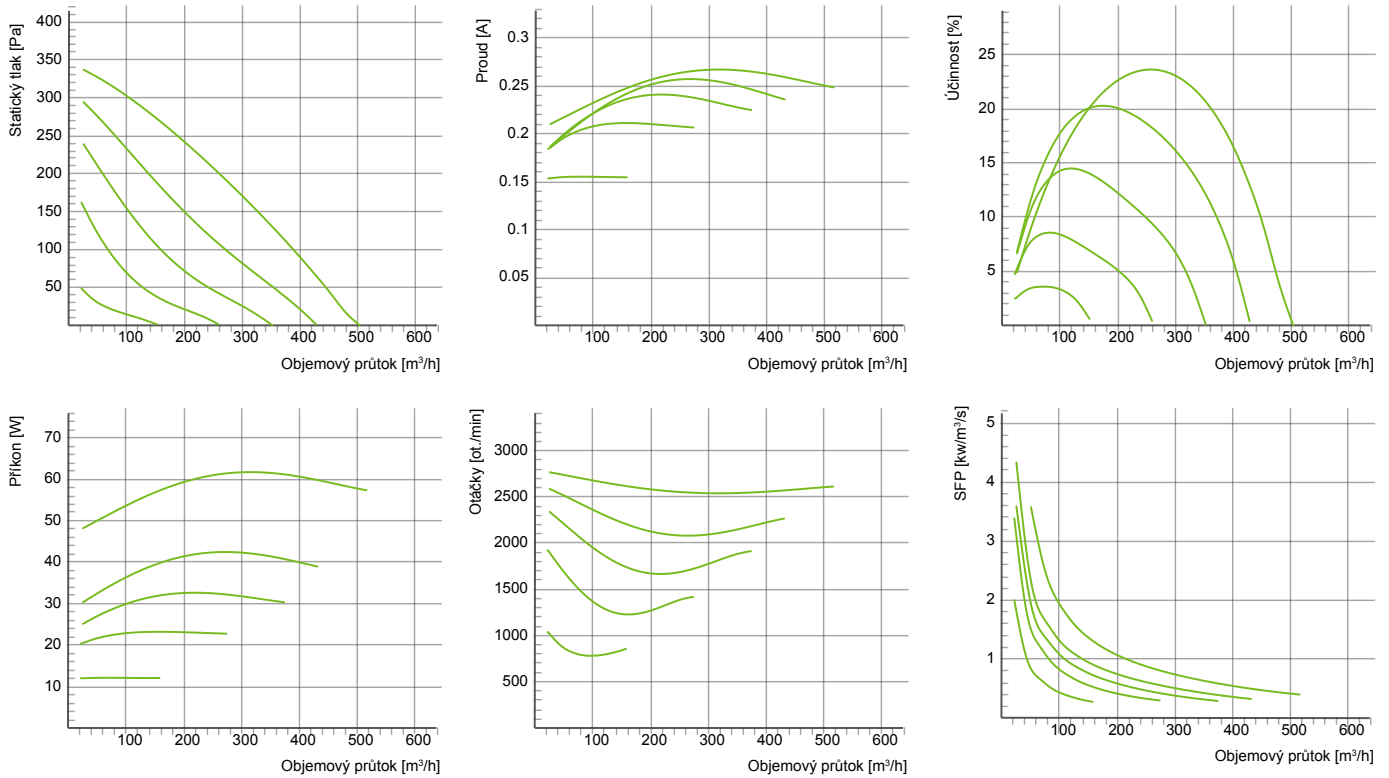 Statický tlak [Pa]
400
350
300
250
200
150
100
50
100 200 300 400 500 600
Objemový průtok [m³/h]
Proud [A]
0.3
0.25
0.2
0.15
0.1
0.05
100 200 300 400 500 600
Objemový průtok [m³/h]
Účinnost [%]
25
20
15
10
5
100 200 300 400 500 600
Objemový průtok [m³/h]
Příkon [W]
70
60
50
40
30
20
10
100 200 300 400 500 600
Objemový průtok [m³/h]
Otáčky [ot./min]
3000
2500
2000
1500
1000
500
100 200 300 400 500 600
Objemový průtok [m³/h]
SFP [kw/m³/s]
5
4
3
2
1
100 200 300 400 500 600
Objemový průtok [m³/h]